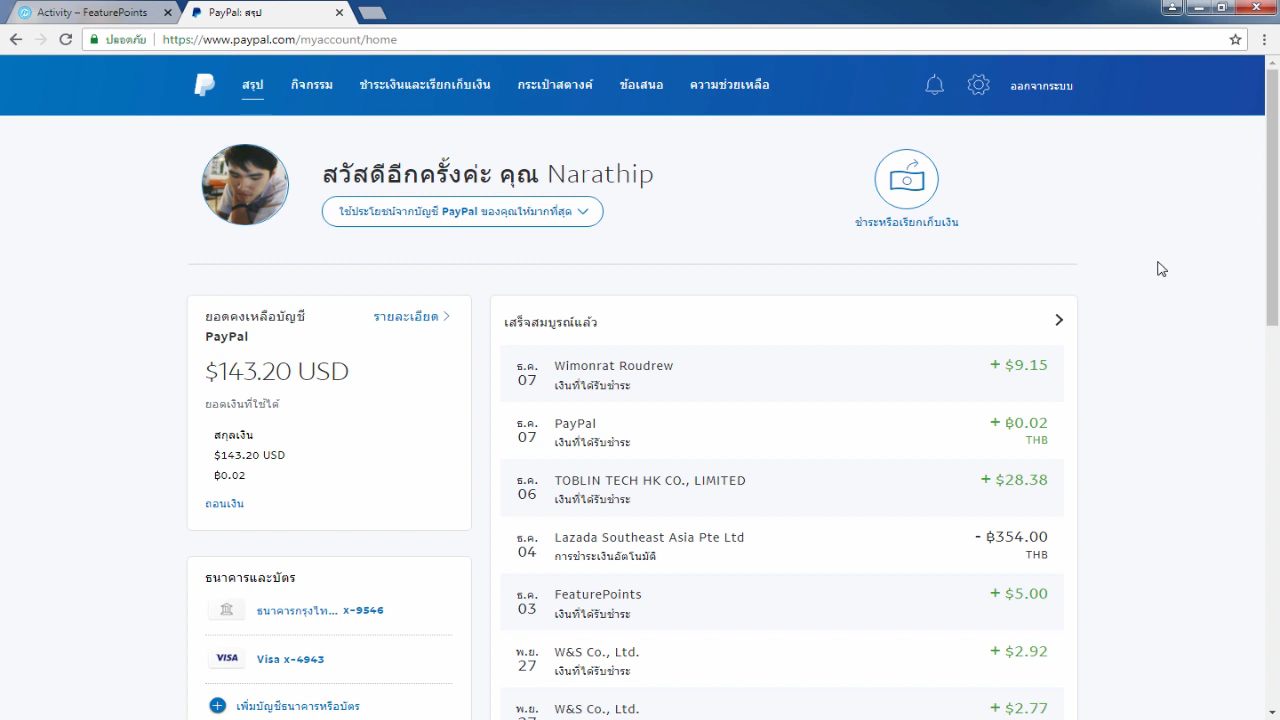 Activity – FeaturePoints
PayPal: สรุป
ปลอดภัย
https://www.paypal.com/myaccount/home
สรุป
กิจกรรม
ชำระเงินและเรียกเก็บเงิน
กระเป๋าสตางค์
ข้อเสนอ
ความช่วยเหลือ
ออกจากระบบ
สวัสดีอีกครั้งค่ะ คุณ Narathip
ใช้ประโยชน์จากบัญชี PayPal ของคุณให้มากที่สุด
ชำระหรือเรียกเก็บเงิน
ยอดคงเหลือบัญชี
PayPal
รายละเอียด
$143.20 USD
ยอดเงินที่ใช้ได้
สกุลเงิน
$143.20 USD
฿0.02
ถอนเงิน
ธนาคารและบัตร
ธนาคารกรุงไท... x-9546
VISA
Visa x-4943
เพิ่มบัญชีธนาคารหรือบัตร
เสร็จสมบูรณ์แล้ว
ธ.ค.
07
Wimonrat Roudrew
เงินที่ได้รับชำระ
+ $9.15
ธ.ค.
07
PayPal
เงินที่ได้รับชำระ
+ ฿0.02
THB
ธ.ค.
06
TOBLIN TECH HK CO., LIMITED
เงินที่ได้รับชำระ
+ $28.38
ธ.ค.
04
Lazada Southeast Asia Pte Ltd
การชำระเงินอัตโนมัติ
- ฿354.00
THB
ธ.ค.
03
FeaturePoints
เงินที่ได้รับชำระ
+ $5.00
พ.ย.
27
W&S Co., Ltd.
เงินที่ได้รับชำระ
+ $2.92
พ.ย.
W&S Co., Ltd.
+ $2.77